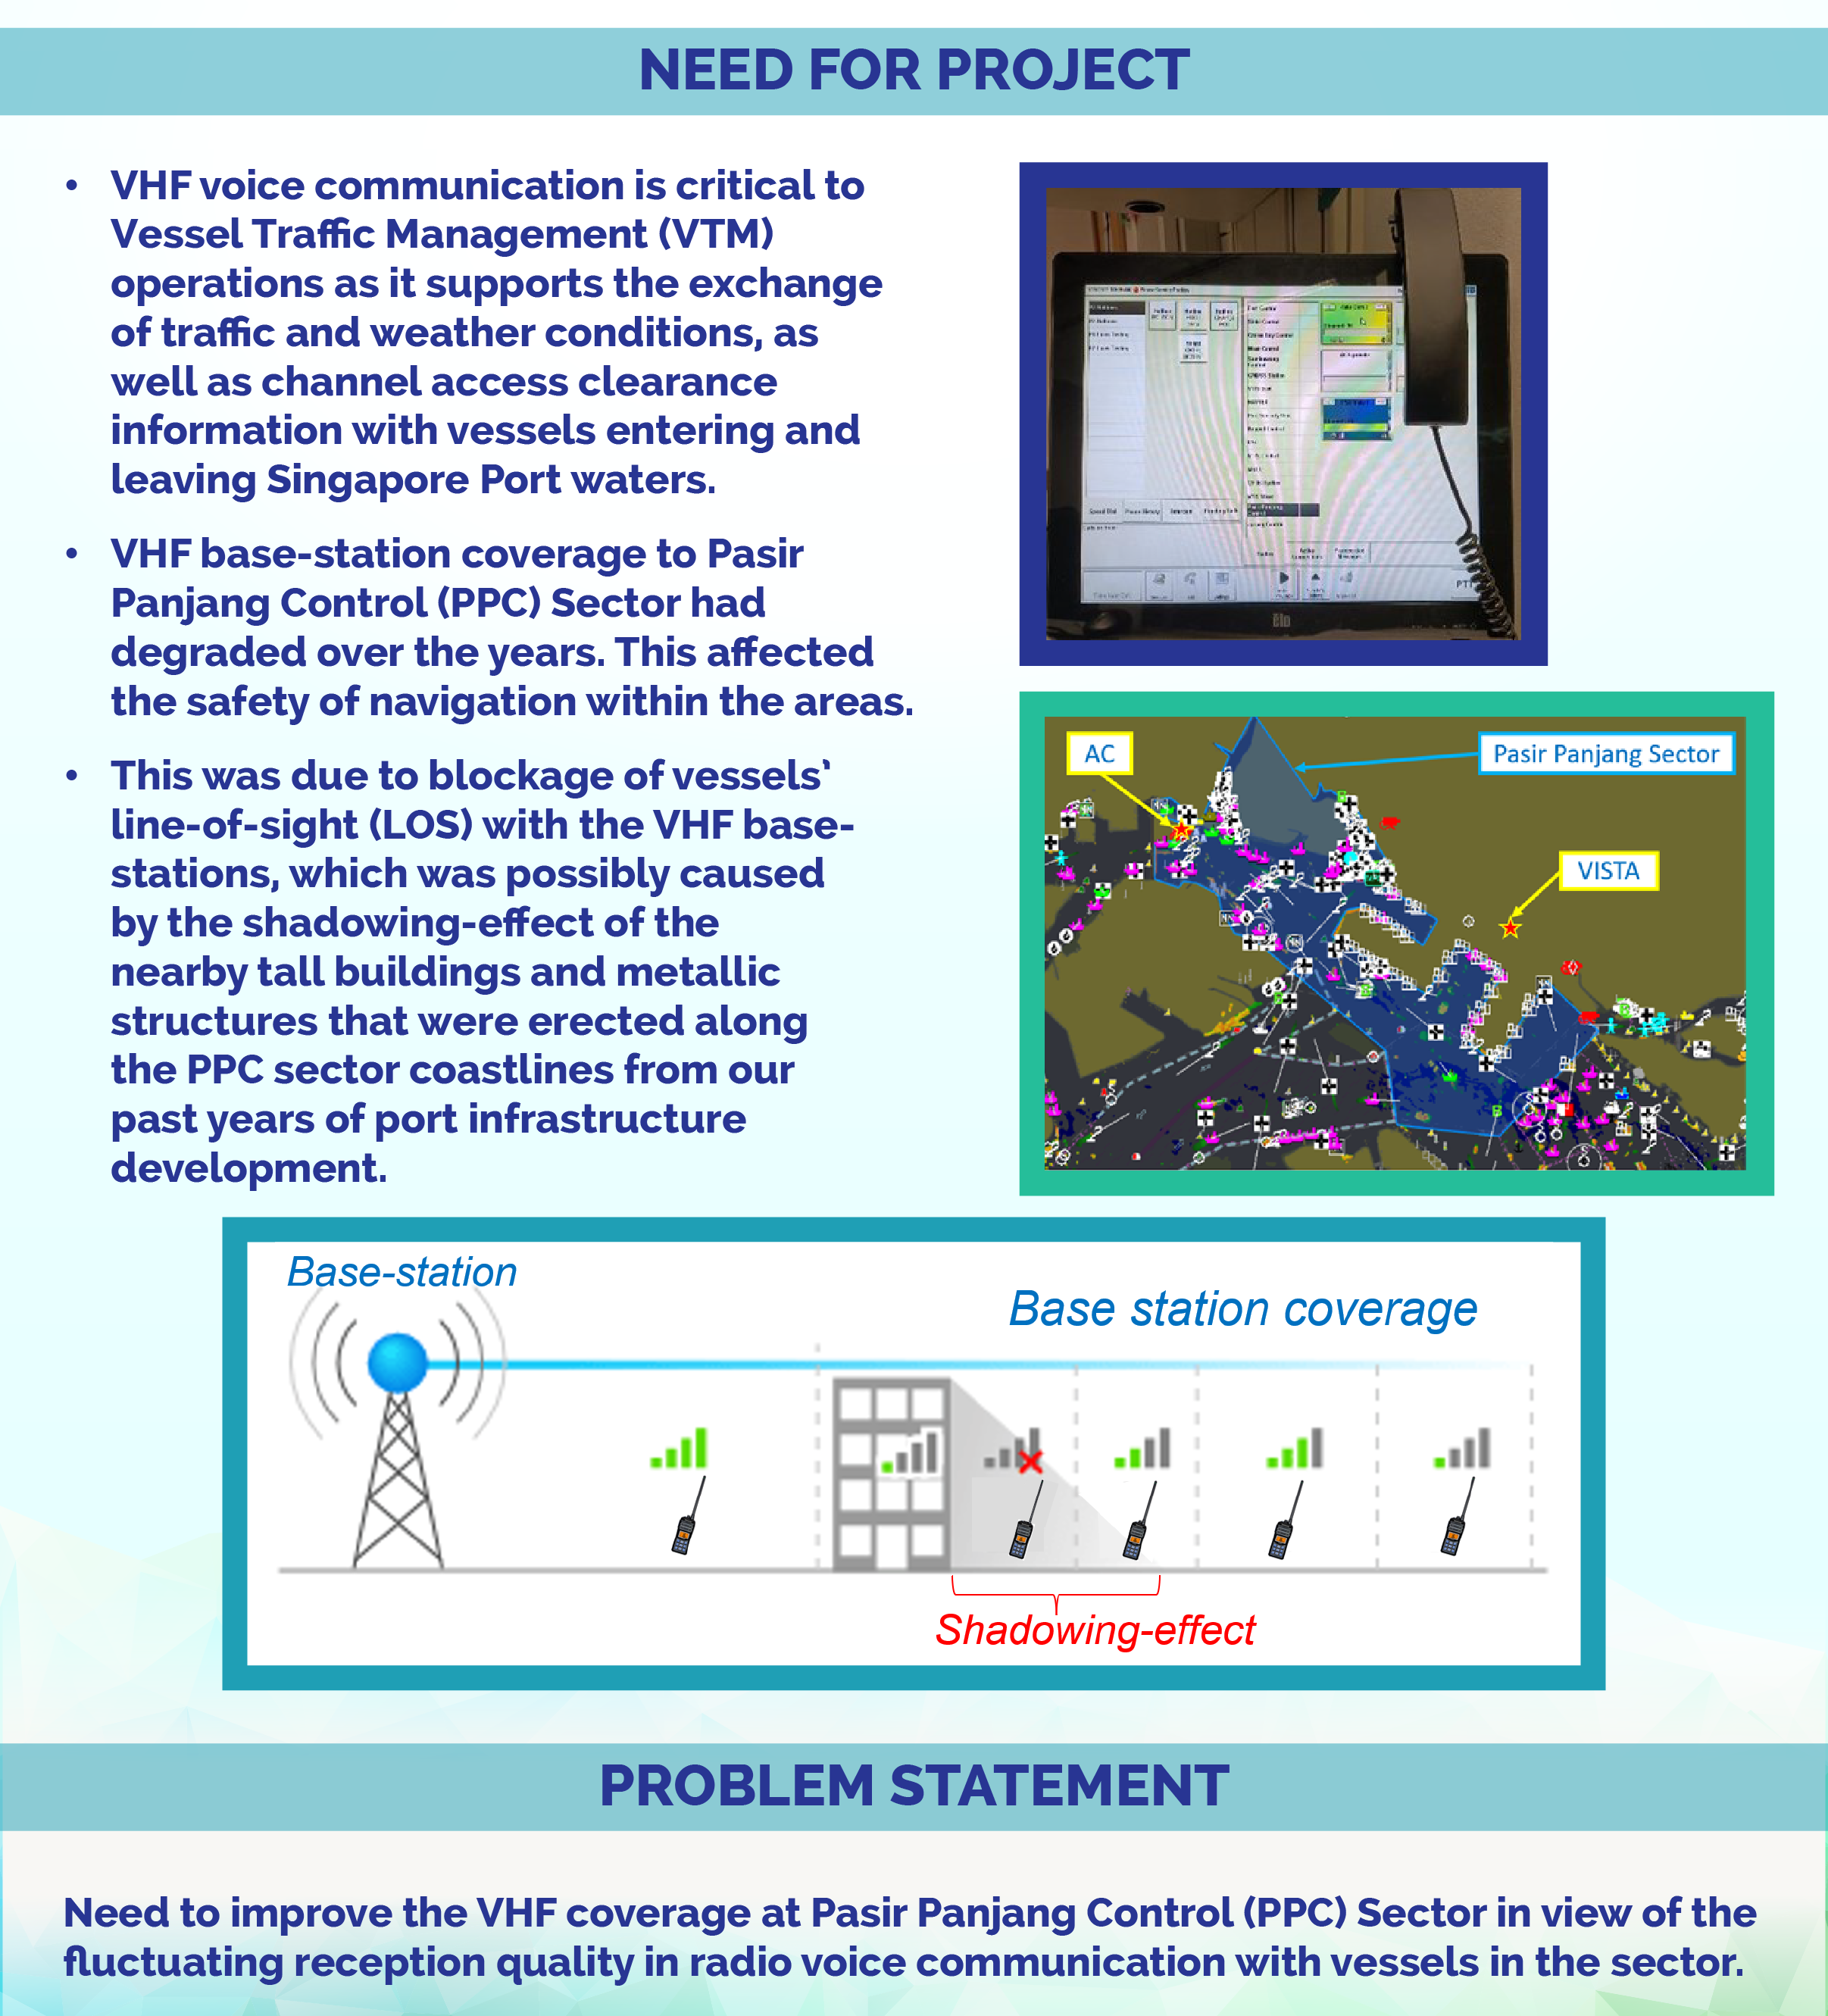 NEED FOR PROJECT
• VHF voice communication is critical to
Vessel Traffic Management (VTM)
operations as it supports the exchange
of traffic and weather conditions, as
well as channel access clearance
information with vessels entering and
leaving Singapore Port waters.
• VHF base-station coverage to Pasir
Panjang Control (PPC) Sector had
degraded over the years. This affected
the safety of navigation within the areas.
• This was due to blockage of vessels’
line-of-sight (LOS) with the VHF base-
stations, which was possibly caused
by the shadowing-effect of the
nearby tall buildings and metallic
structures that were erected along
the PPC sector coastlines from our
past years of port infrastructure
development.
Speed Dial
PTT
elo
AC
Pasir Panjang Sector
VISTA
Base-station
Base station coverage
Shadowing-effect
PROBLEM STATEMENT
Need to improve the VHF coverage at Pasir Panjang Control (PPC) Sector in view of the
fluctuating reception quality in radio voice communication with vessels in the sector.